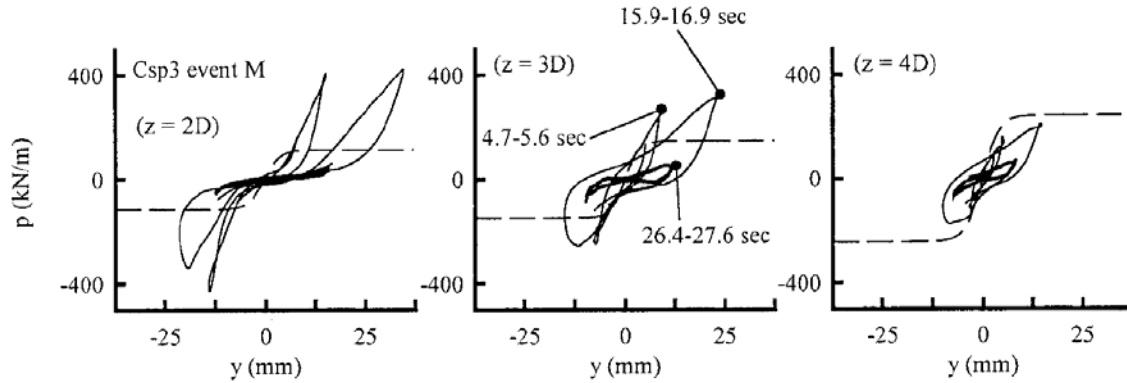 15.9-16.9 sec
400
Csp3 event M
(z = 2D)
p (kN/m)
0
-400
-25
0
25
y (mm)
400
(z = 3D)
4.7-5.6 sec
0
26.4-27.6 sec
-400
-25
0
25
y (mm)
400
(z = 4D)
0
-400
-25
0
25
y (mm)